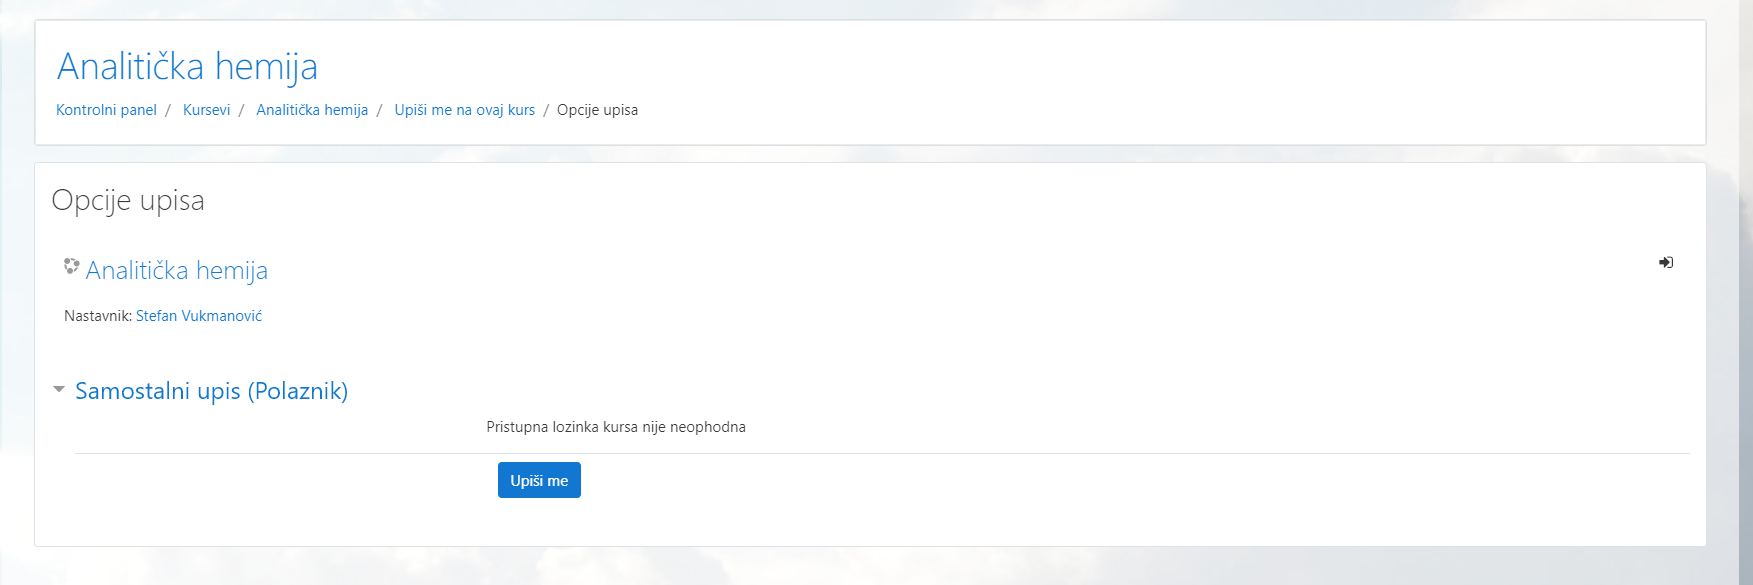 Analitička hemija
Kontrolni panel / Kursevi / Analitička hemija / Upiši me na ovaj kurs / Opcije upisa
Opcije upisa
Analitička hemija
Nastavnik: Stefan Vukmanović
Samostalni upis (Polaznik)
Pristupna lozinka kursa nije neophodna
Upiši me